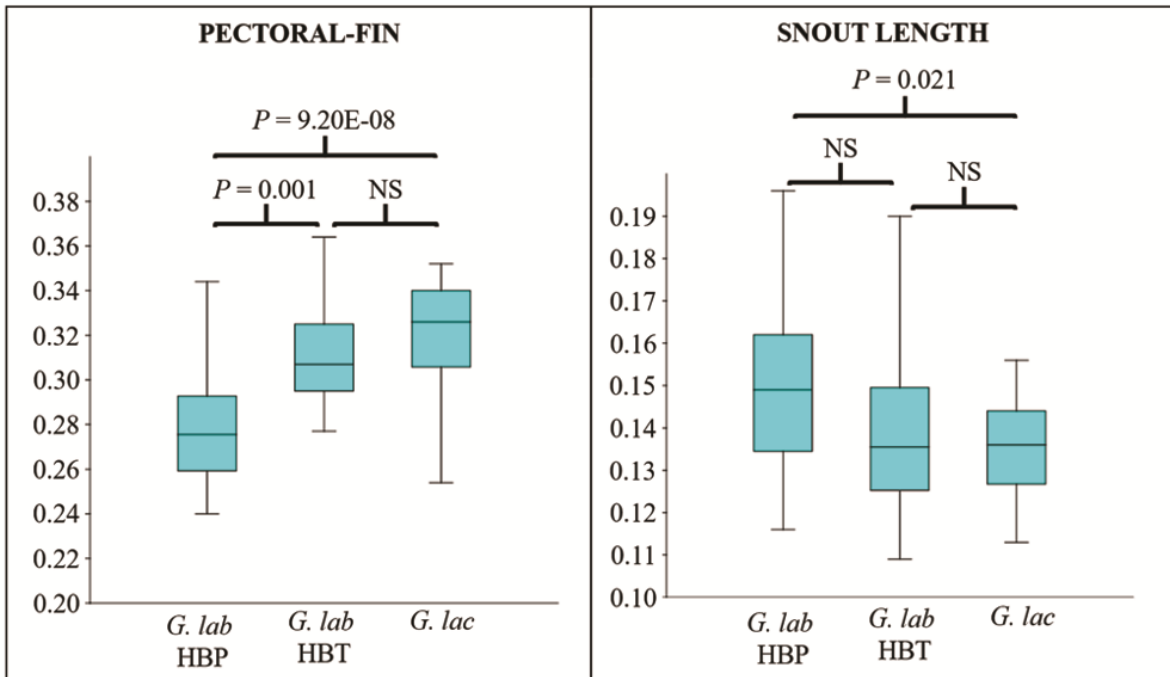 PECTORAL-FIN
P = 9.20E-08
P = 0.001
NS
0.38
0.36
0.34
0.32
0.30
0.28
0.26
0.24
0.22
0.20
G. lab
HBP
G. lab
HBT
G. lac
SNOUT LENGTH
P = 0.021
NS
NS
0.19
0.18
0.17
0.16
0.15
0.14
0.13
0.12
0.11
0.10
G. lab
HBP
G. lab
HBT
G. lac